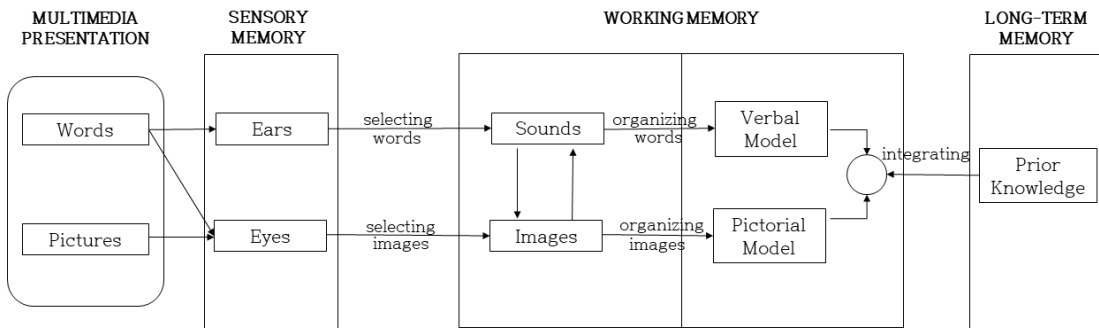 MULTIMEDIA
PRESENTATION
SENSORY
MEMORY
WORKING MEMORY
LONG-TERM
MEMORY
Words
Ears
selecting
words
Sounds
organizing
words
Verbal
Model
integrating
Prior
Knowledge
Pictures
Eyes
selecting
images
Images
organizing
images
Pictorial
Model